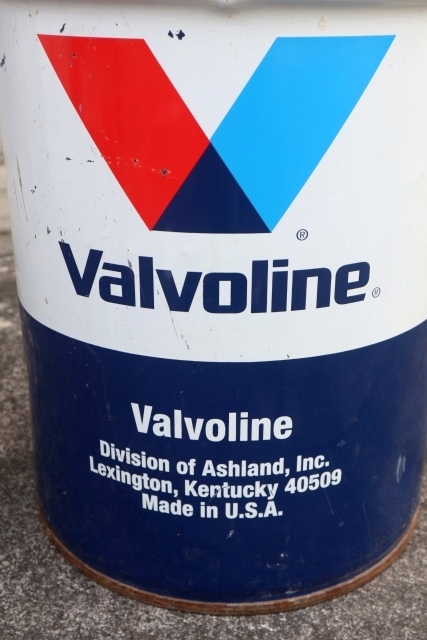 ®
Valvoline®
Valvoline
Division of Ashland, Inc.
Lexington, Kentucky 40509
Made in U.S.A.